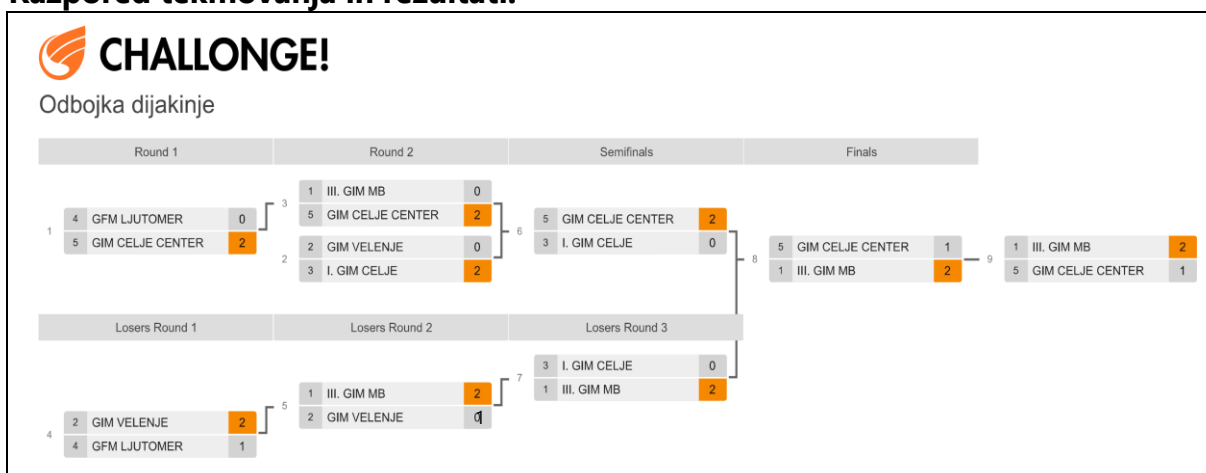 Razpored tekmovanja in rezultati:
CHALLONGE!
Odbojka dijakinje
Round 1 Round 2 Semifinals Finals
1
4 GFM LJUTOMER 0
5 GIM CELJE CENTER 2
3
1 III. GIM MB 0
5 GIM CELJE CENTER 2
2
2 GIM VELENJE 0
3 I. GIM CELJE 2
6
5 GIM CELJE CENTER 2
3 I. GIM CELJE 0
8
5 GIM CELJE CENTER 1
1 III. GIM MB 2
9
1 III. GIM MB 2
5 GIM CELJE CENTER 1
Losers Round 1 Losers Round 2 Losers Round 3
4
2 GIM VELENJE 2
4 GFM LJUTOMER 1
5
1 III. GIM MB 2
2 GIM VELENJE 0
7
3 I. GIM CELJE 0
1 III. GIM MB 2